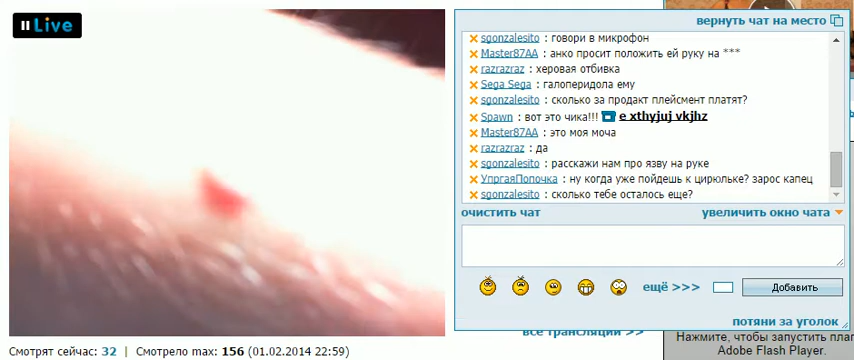 Live
вернуть чат на место
sgonzalesito : говори в микрофон
Master87AA : анко просит положить ей руку на ***
razrazraz : херовая отбивка
Sega Sega : галоперидола ему
sgonzalesito : сколько за продакт плейсмент платят?
Spawn : вот это чика!!! e xthyjuj vkjhz
Master87AA : это моя моча
razrazraz : да
sgonzalesito : расскажи нам про язву на руке
УпргаяПопочка : ну когда уже пойдешь к цирюльке? зарос капец
sgonzalesito : сколько тебе осталось еще?
очистить чат
увеличить окно чата
ещё >>>
Добавить
потяни за уголок
все трансляции >>
Нажмите, чтобы запустить плаг
Adobe Flash Player.
Смотрят сейчас: 32 | Смотрело max: 156 (01.02.2014 22:59)